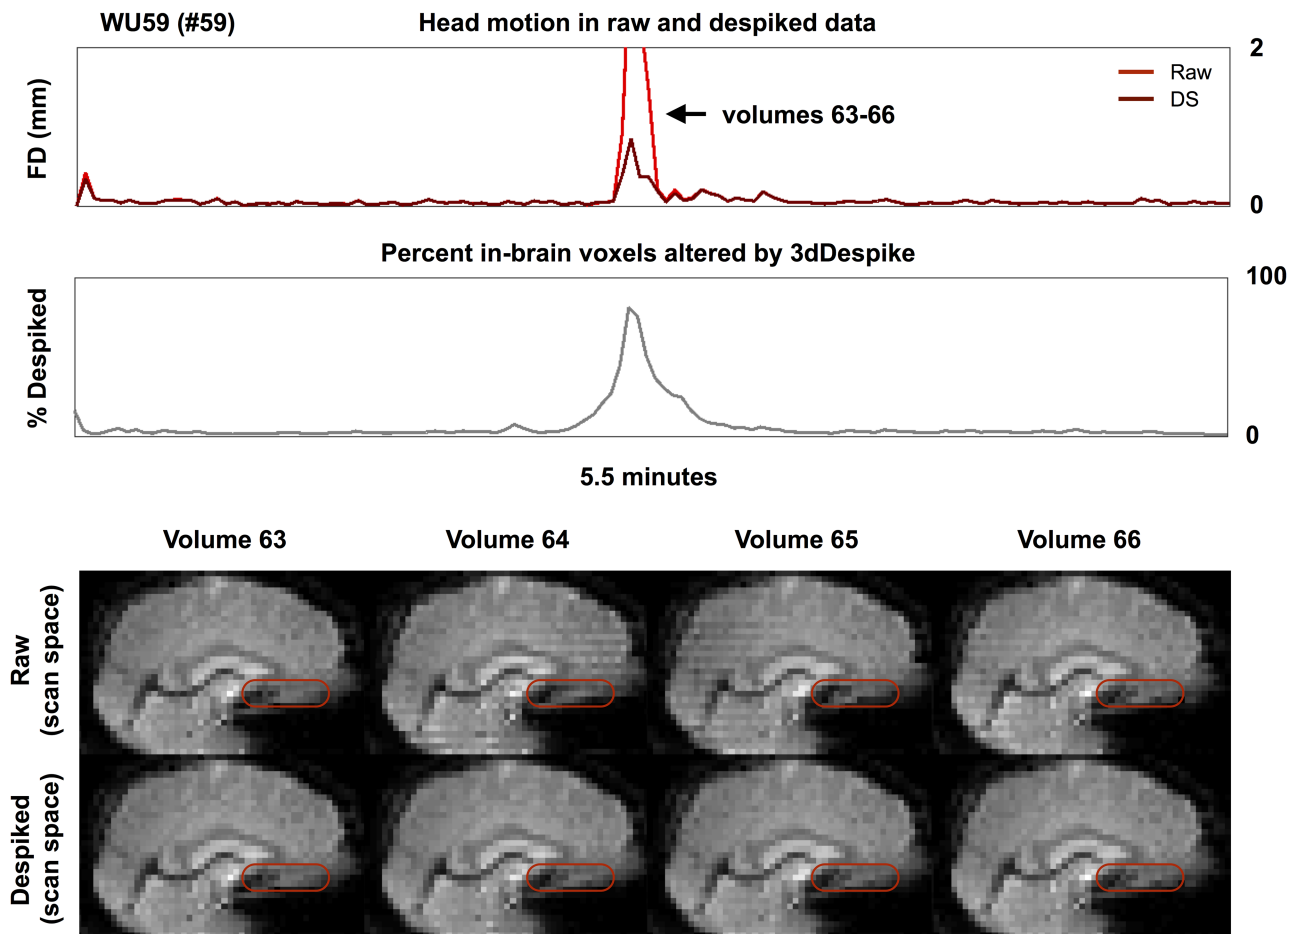 WU59 (#59)
Head motion in raw and despiked data
2
FD (mm)
Raw
DS
volumes 63-66
0
Percent in-brain voxels altered by 3dDespike
100
% Despiked
0
5.5 minutes
Volume 63
Volume 64
Volume 65
Volume 66
Raw
(scan space)
Despiked
(scan space)